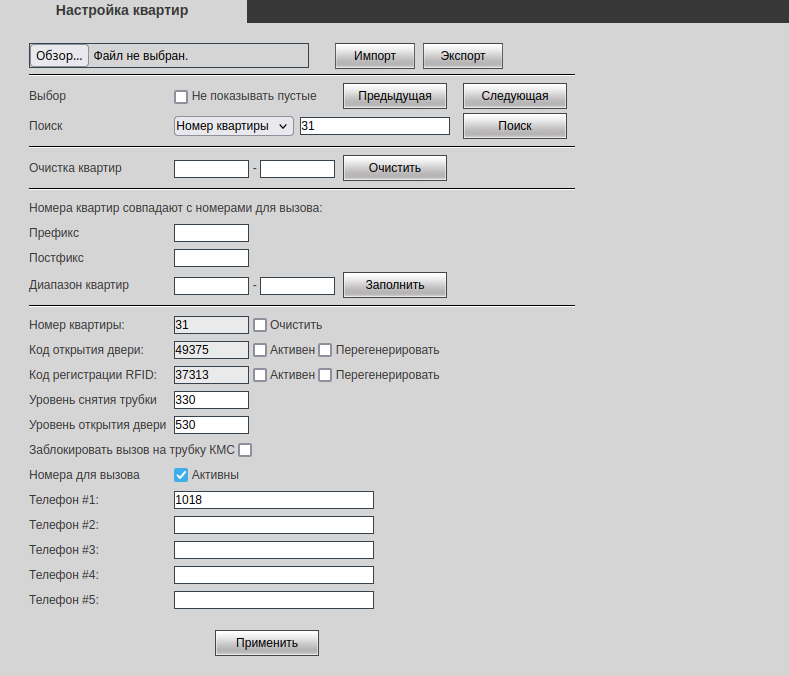 Настройка квартир
Обзор... Файл не выбран. Импорт Экспорт
Выбор Не показывать пустые Предыдущая Следующая
Поиск Номер квартиры 31 Поиск
Очистка квартир - Очистить
Номера квартир совпадают с номерами для вызова:
Префикс
Постфикс
Диапазон квартир - Заполнить
Номер квартиры: 31 Очистить
Код открытия двери: 49375 Активен Перегенерировать
Код регистрации RFID: 37313 Активен Перегенерировать
Уровень снятия трубки 330
Уровень открытия двери 530
Заблокировать вызов на трубку КМС
Номера для вызова Активны
Телефон #1: 1018
Телефон #2:
Телефон #3:
Телефон #4:
Телефон #5:
Применить